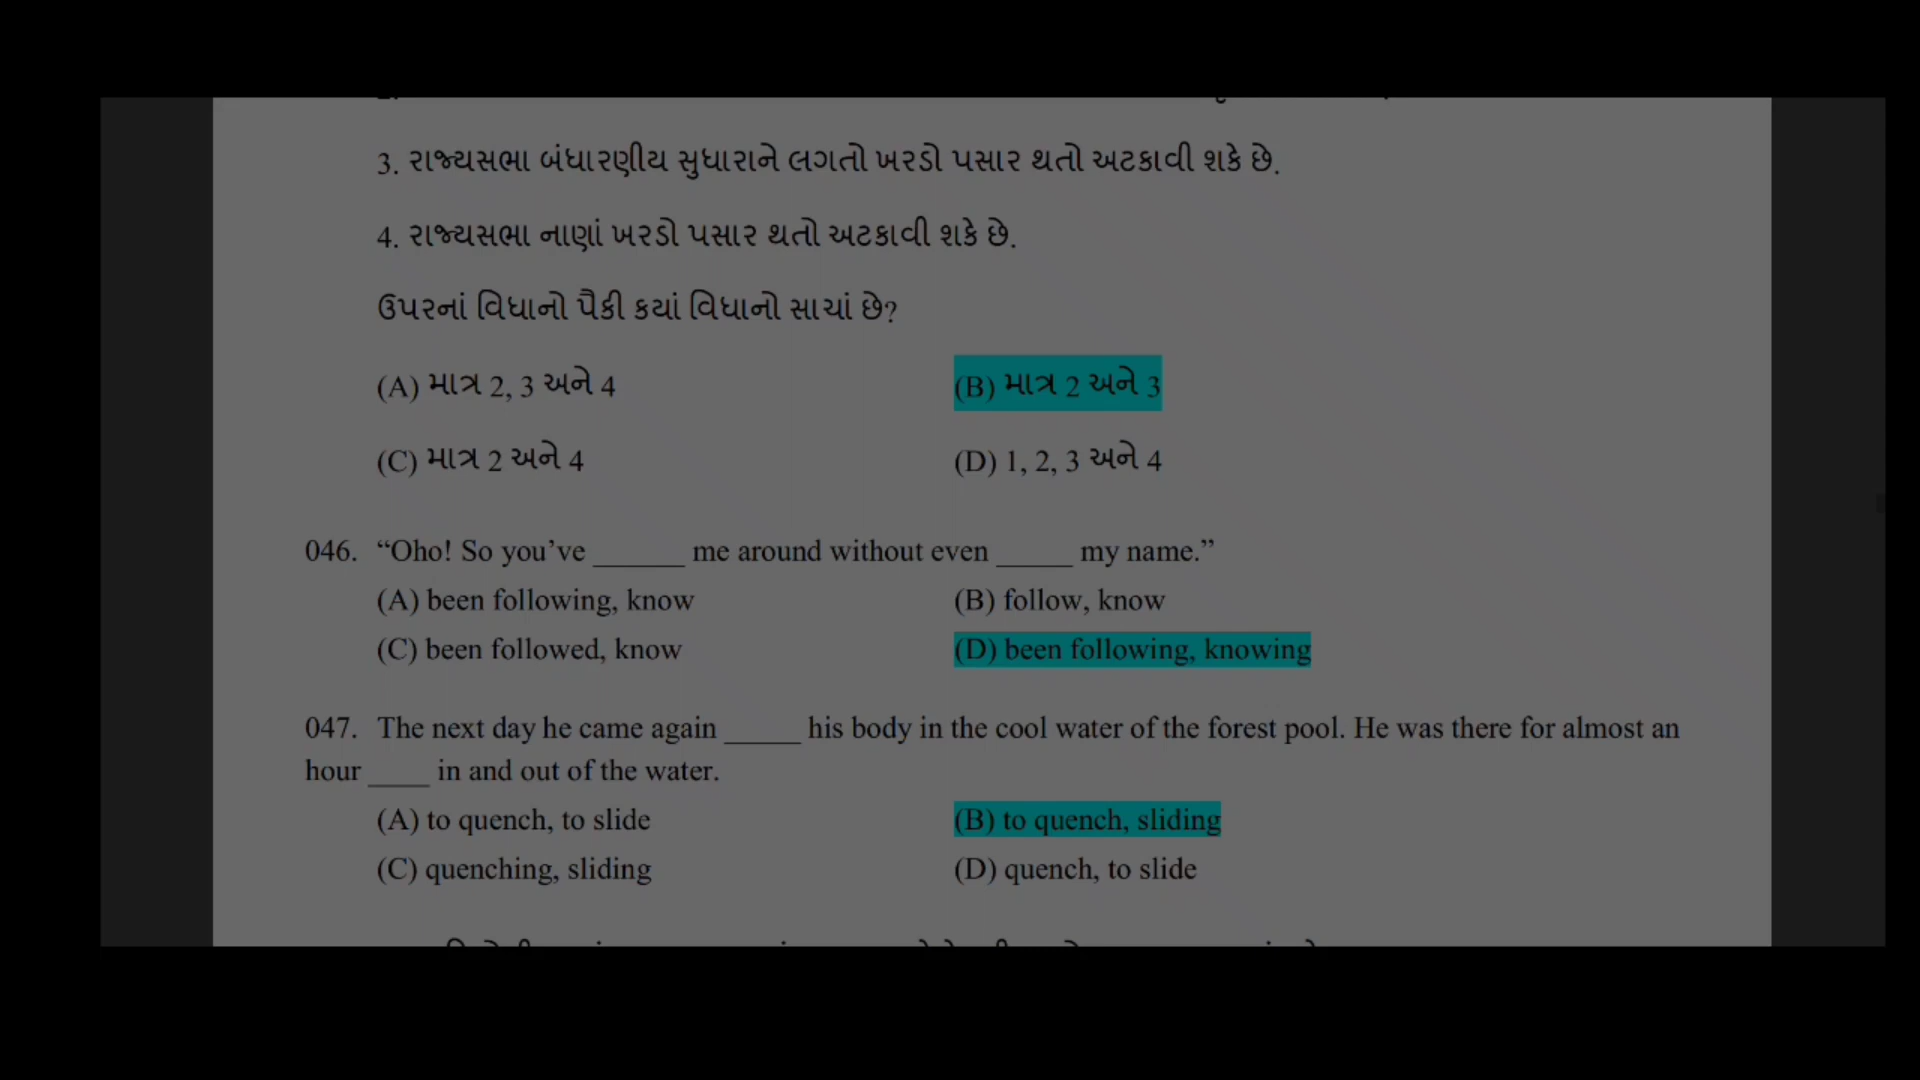 3. રાજ્યસભા બંધારણીય સુધારાને લગતો ખરડો પસાર થતો અટકાવી શકે છે.
4. રાજ્યસભા નાણાં ખરડો પસાર થતો અટકાવી શકે છે.
ઉપરનાં વિધાનો પૈકી કયાં વિધાનો સાચાં છે?
(A) માત્ર 2, 3 અને 4 (B) માત્ર 2 અને 3
(C) માત્ર 2 અને 4 (D) 1, 2, 3 અને 4
046. “Oho! So you’ve ______ me around without even _____ my name.”
(A) been following, know (B) follow, know
(C) been followed, know (D) been following, knowing
047. The next day he came again _____ his body in the cool water of the forest pool. He was there for almost an
hour ____ in and out of the water.
(A) to quench, to slide (B) to quench, sliding
(C) quenching, sliding (D) quench, to slide